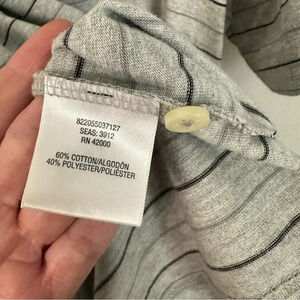 822055037127
SEAS: 3912
RN 42000
60% COTTON/ALGODÓN
40% POLYESTER/POLIÉSTER